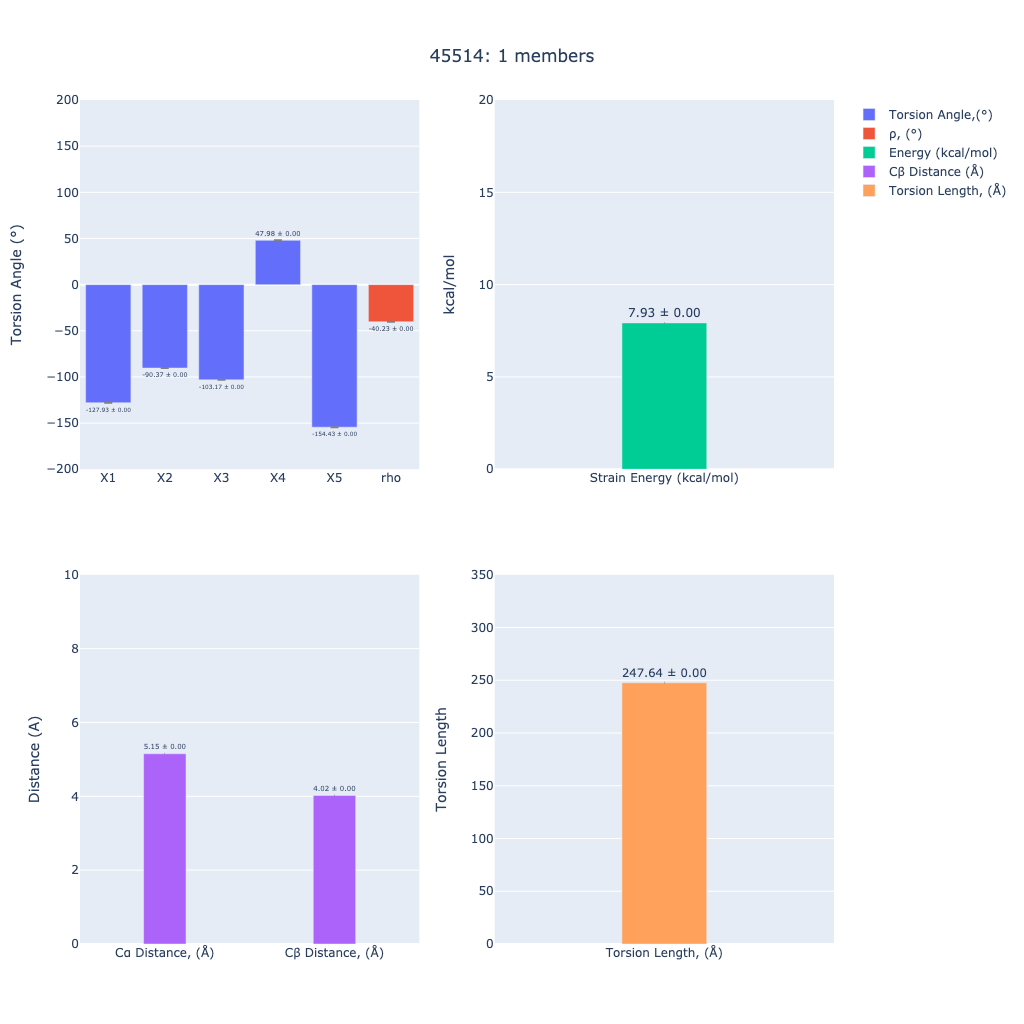 45514: 1 members
Torsion Angle (°)
200
150
100
50
0
−50
−100
−150
−200
-127.93 ± 0.00
-90.37 ± 0.00
-103.17 ± 0.00
47.98 ± 0.00
-154.43 ± 0.00
-40.23 ± 0.00
X1 X2 X3 X4 X5 rho
kcal/mol
20
15
10
5
0
7.93 ± 0.00
Strain Energy (kcal/mol)
Torsion Angle,(°)
ρ, (°)
Energy (kcal/mol)
Cβ Distance (Å)
Torsion Length, (Å)
Distance (A)
10
8
6
4
2
0
5.15 ± 0.00
4.02 ± 0.00
Cα Distance, (Å) Cβ Distance, (Å)
Torsion Length
350
300
250
200
150
100
50
0
247.64 ± 0.00
Torsion Length, (Å)